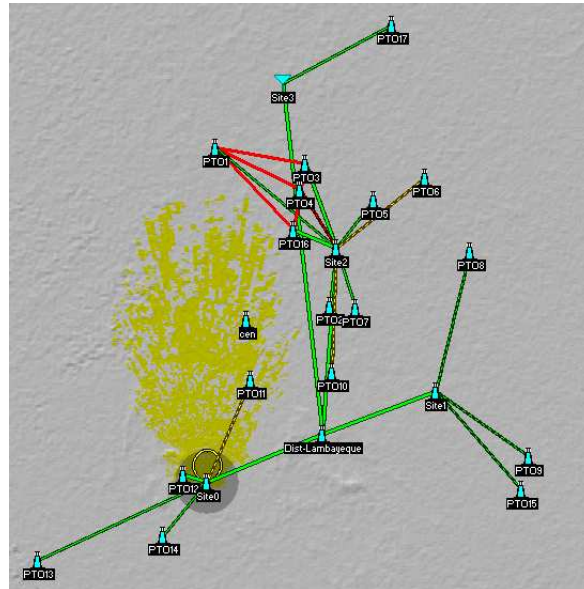 PTO17
Site3
PTO1
PTO3
PTO4
PTO6
PTO5
PTO16
Site2
PTO8
PTO2
PTO7
cen
PTO10
PTO11
Site1
Dist-Lambayeque
PTO9
PTO12
Site0
PTO15
PTO14
PTO13